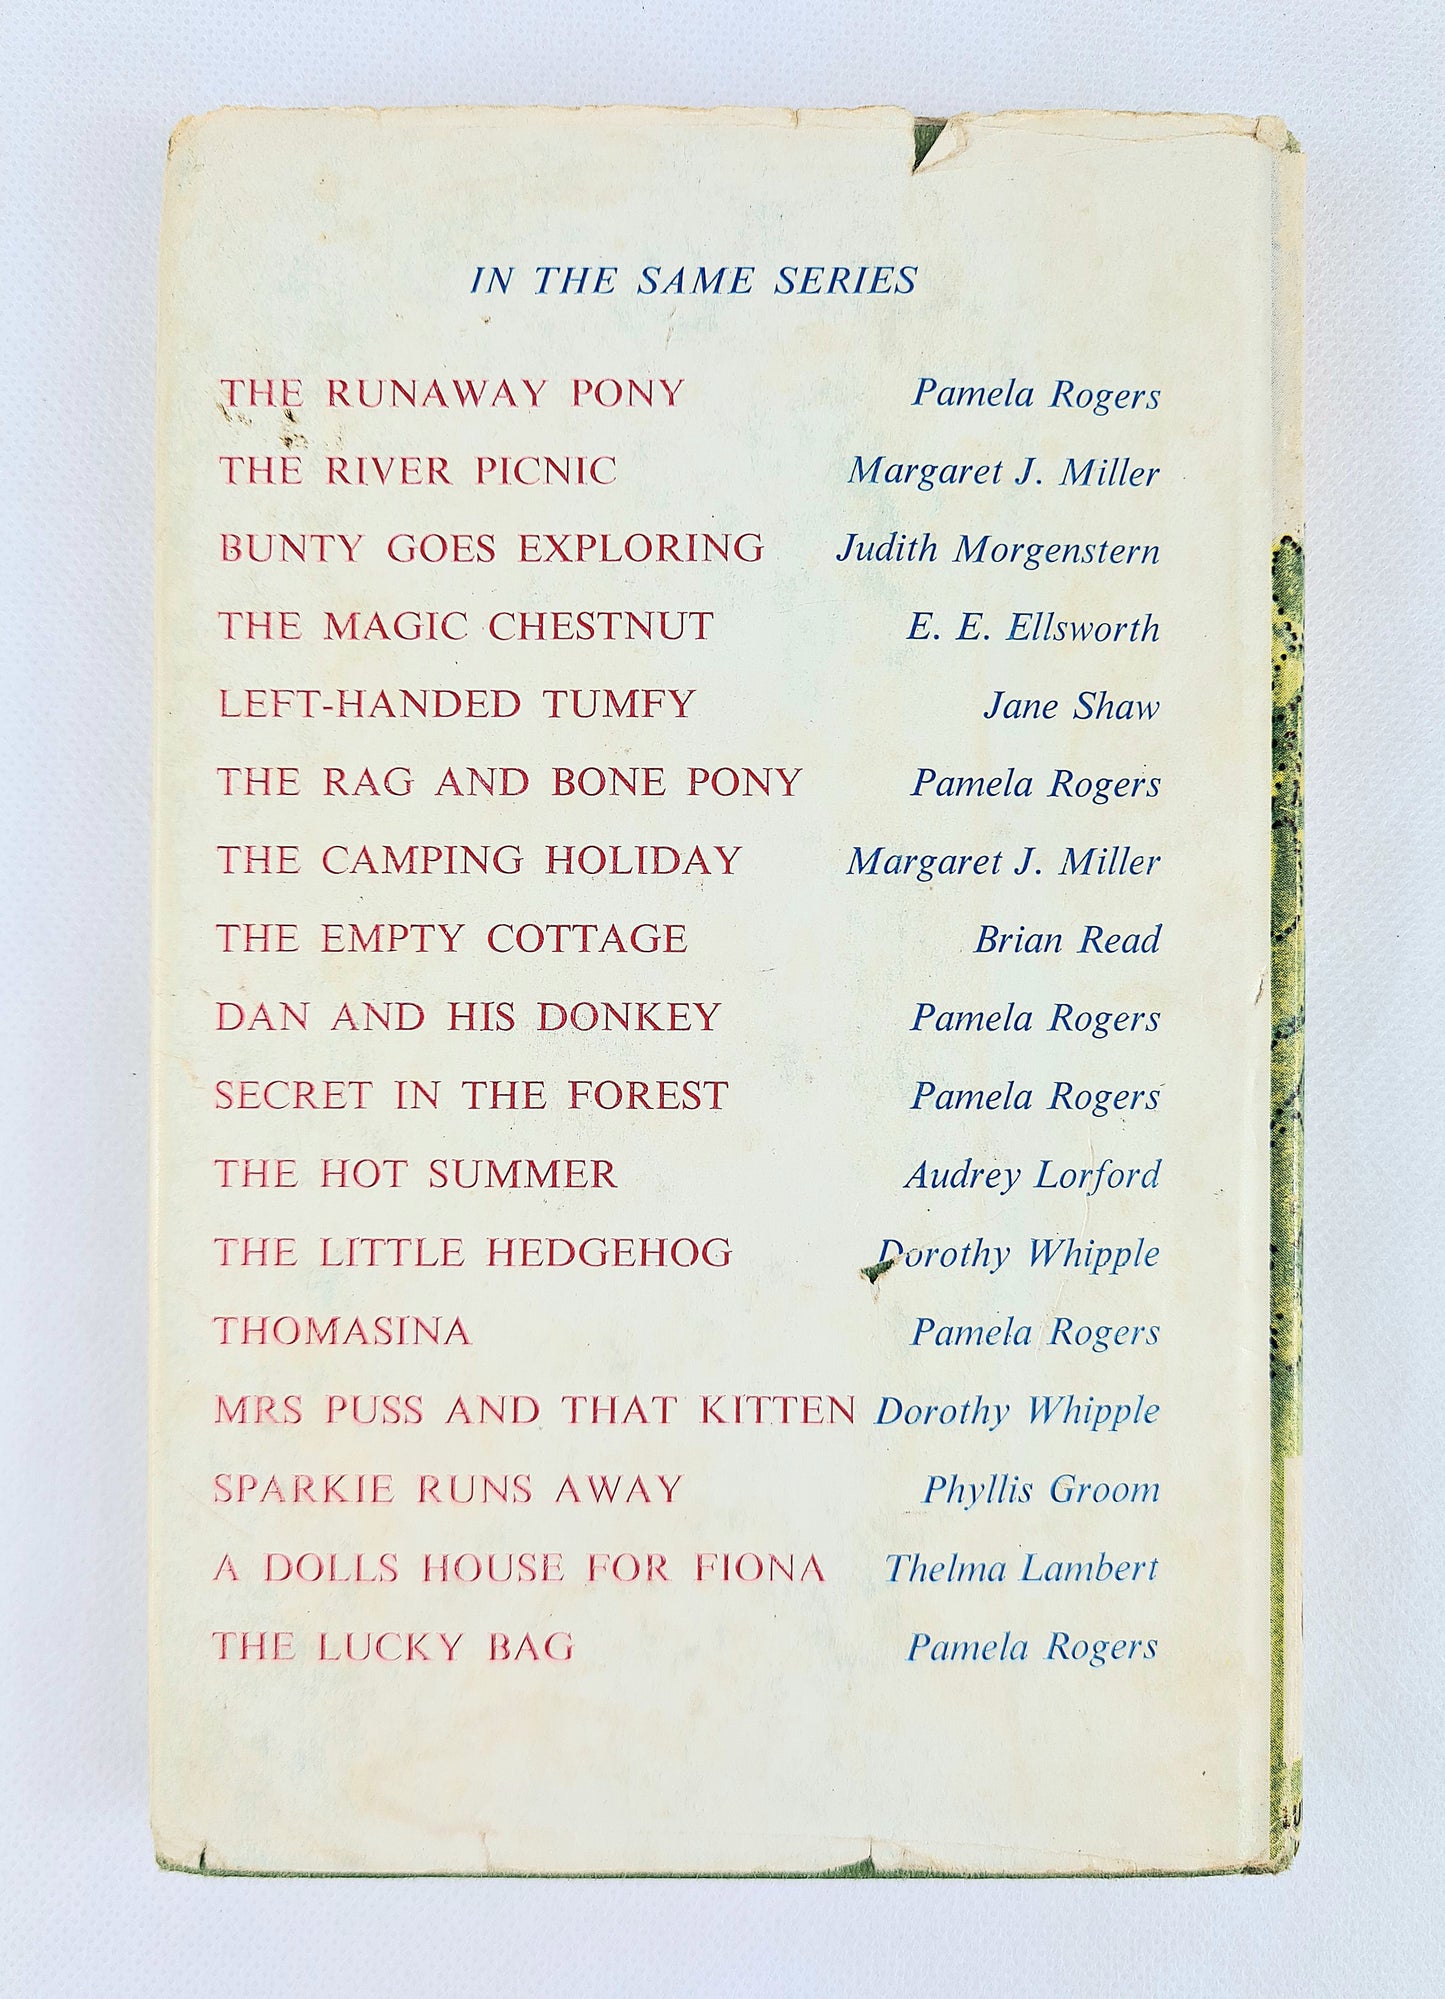 IN THE SAME SERIES
THE RUNAWAY PONY Pamela Rogers
THE RIVER PICNIC Margaret J. Miller
BUNTY GOES EXPLORING Judith Morgenstern
THE MAGIC CHESTNUT E. E. Ellsworth
LEFT-HANDED TUMFY Jane Shaw
THE RAG AND BONE PONY Pamela Rogers
THE CAMPING HOLIDAY Margaret J. Miller
THE EMPTY COTTAGE Brian Read
DAN AND HIS DONKEY Pamela Rogers
SECRET IN THE FOREST Pamela Rogers
THE HOT SUMMER Audrey Lorford
THE LITTLE HEDGEHOG Dorothy Whipple
THOMASINA Pamela Rogers
MRS PUSS AND THAT KITTEN Dorothy Whipple
SPARKIE RUNS AWAY Phyllis Groom
A DOLLS HOUSE FOR FIONA Thelma Lambert
THE LUCKY BAG Pamela Rogers